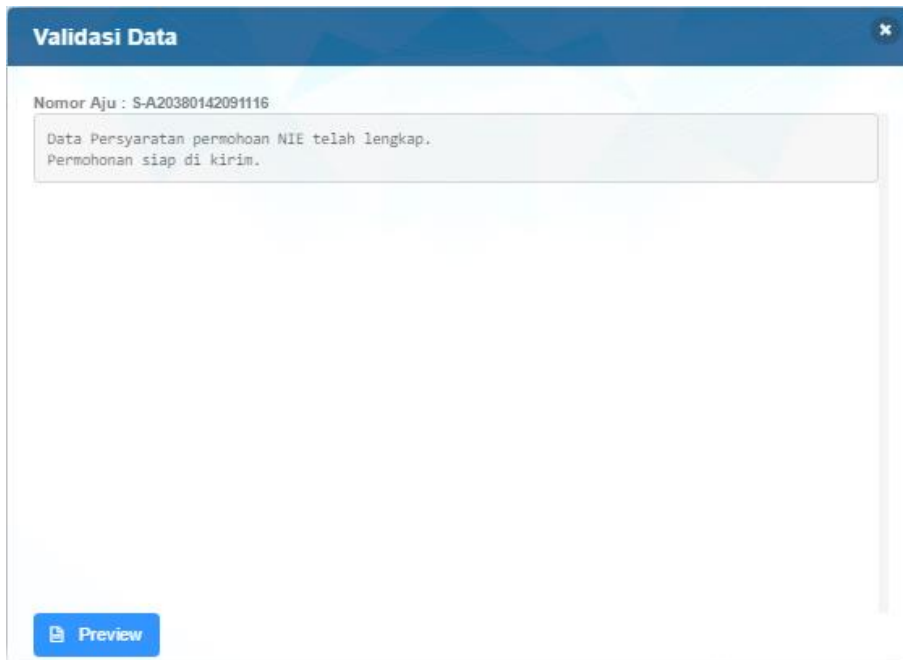 Validasi Data
Nomor Aju : S-A20380142091116
Data Persyaratan permohoan NIE telah lengkap.
Permohonan siap di kirim.
Preview